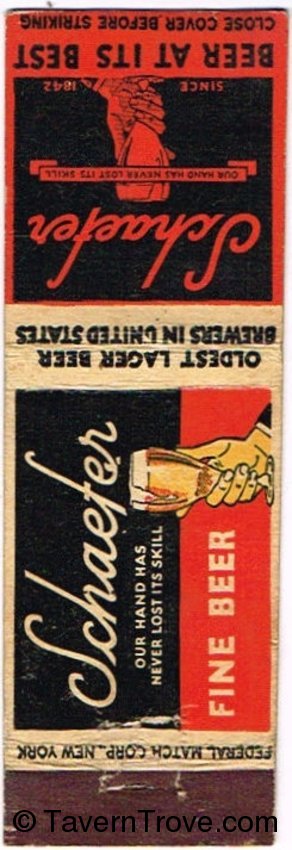 CLOSE COVER BEFORE STRIKING
BEER AT ITS BEST
SINCE 1842
OUR HAND HAS NEVER LOST ITS SKILL
Schaefer
OLDEST LAGER BEER
BREWERS IN UNITED STATES
Schaefer
OUR HAND HAS
NEVER LOST ITS SKILL
FINE BEER
FEDERAL MATCH CORP., NEW YORK
© TavernTrove.com